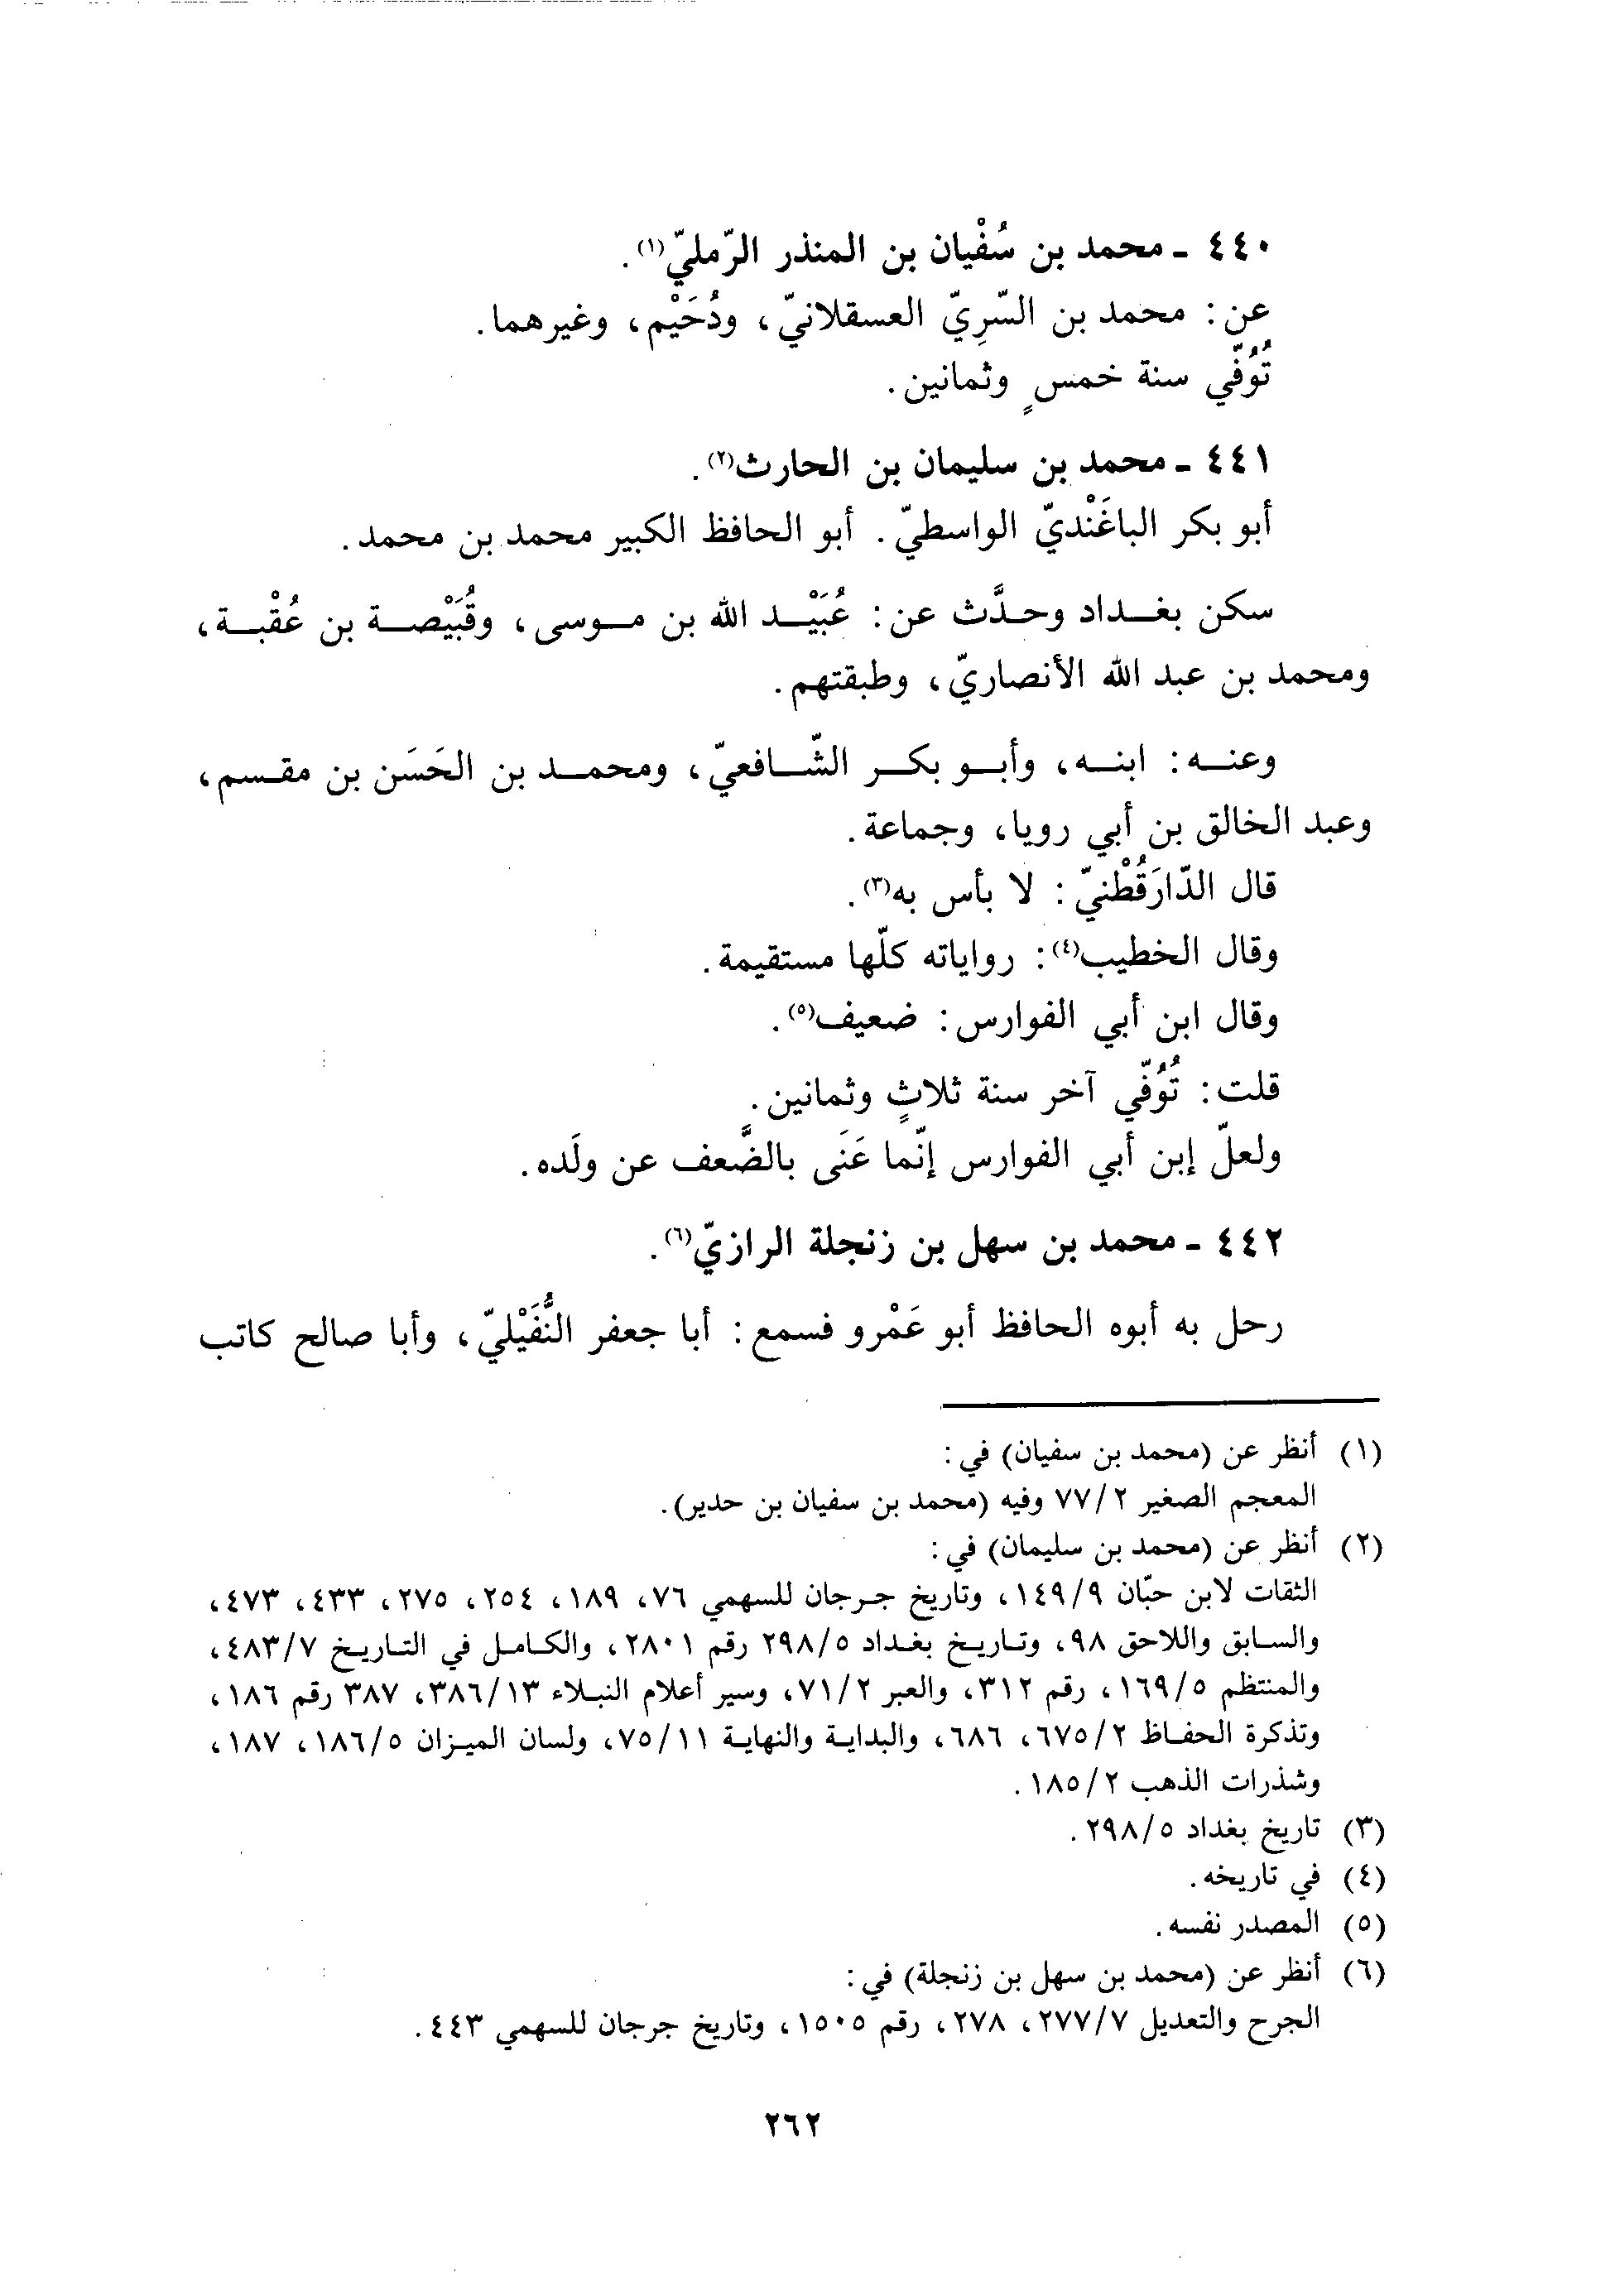 ٤٤٠ ـ محمد بن سُفْيان بن المنذر الرّمليّ(١).
عن: محمد بن السّرِيّ العسقلانيّ، ودُحَيْم، وغيرهما.
تُوُفّي سنة خمسٍ وثمانين.
٤٤١ ـ محمد بن سليمان بن الحارث(٢).
أبو بكر الباغَنْديّ الواسطيّ. أبو الحافظ الكبير محمد بن محمد.
سكن بغداد وحدَّث عن: عُبَيْد الله بن موسى، وقُبَيْصة بن عُقْبة،
ومحمد بن عبد الله الأنصاريّ، وطبقتهم.
وعنه: ابنه، وأبو بكر الشّافعيّ، ومحمد بن الحَسَن بن مقسم،
وعبد الخالق بن أبي رويا، وجماعة.
قال الدّارَقُطْنيّ: لا بأس به(٣).
وقال الخطيب(٤): رواياته كلّها مستقيمة.
وقال ابن أبي الفوارس: ضعيف(٥).
قلت: تُوُفّي آخر سنة ثلاثٍ وثمانين.
ولعلّ إبن أبي الفوارس إنّما عَنَى بالضَّعف عن ولَده.
٤٤٢ ـ محمد بن سهل بن زنجلة الرازيّ(٦).
رحل به أبوه الحافظ أبو عَمْرو فسمع: أبا جعفر النُّفَيْليّ، وأبا صالح كاتب
(١) أنظر عن (محمد بن سفيان) في:
المعجم الصغير ٢/٧٧ وفيه (محمد بن سفيان بن حدير).
(٢) أنظر عن (محمد بن سليمان) في:
الثقات لابن حبّان ٩/١٤٩، وتاريخ جرجان للسهمي ٧٦، ١٨٩، ٢٥٤، ٢٧٥، ٤٣٣، ٤٧٣،
والسابق واللاحق ٩٨، وتاريخ بغداد ٥/٢٩٨ رقم ٢٨٠١، والكامل في التاريخ ٧/٤٨٣،
والمنتظم ٥/١٦٩، رقم ٣١٢، والعبر ٢/٧١، وسير أعلام النبلاء ١٣/٣٨٦، ٣٨٧ رقم ١٨٦،
وتذكرة الحفاظ ٢/٦٧٥، ٦٨٦، والبداية والنهاية ١١/٧٥، ولسان الميزان ٥/١٨٦، ١٨٧،
وشذرات الذهب ٢/١٨٥.
(٣) تاريخ بغداد ٥/٢٩٨.
(٤) في تاريخه.
(٥) المصدر نفسه.
(٦) أنظر عن (محمد بن سهل بن زنجلة) في:
الجرح والتعديل ٧/٢٧٧، ٢٧٨، رقم ١٥٠٥، وتاريخ جرجان للسهمي ٤٤٣.
٢٦٢